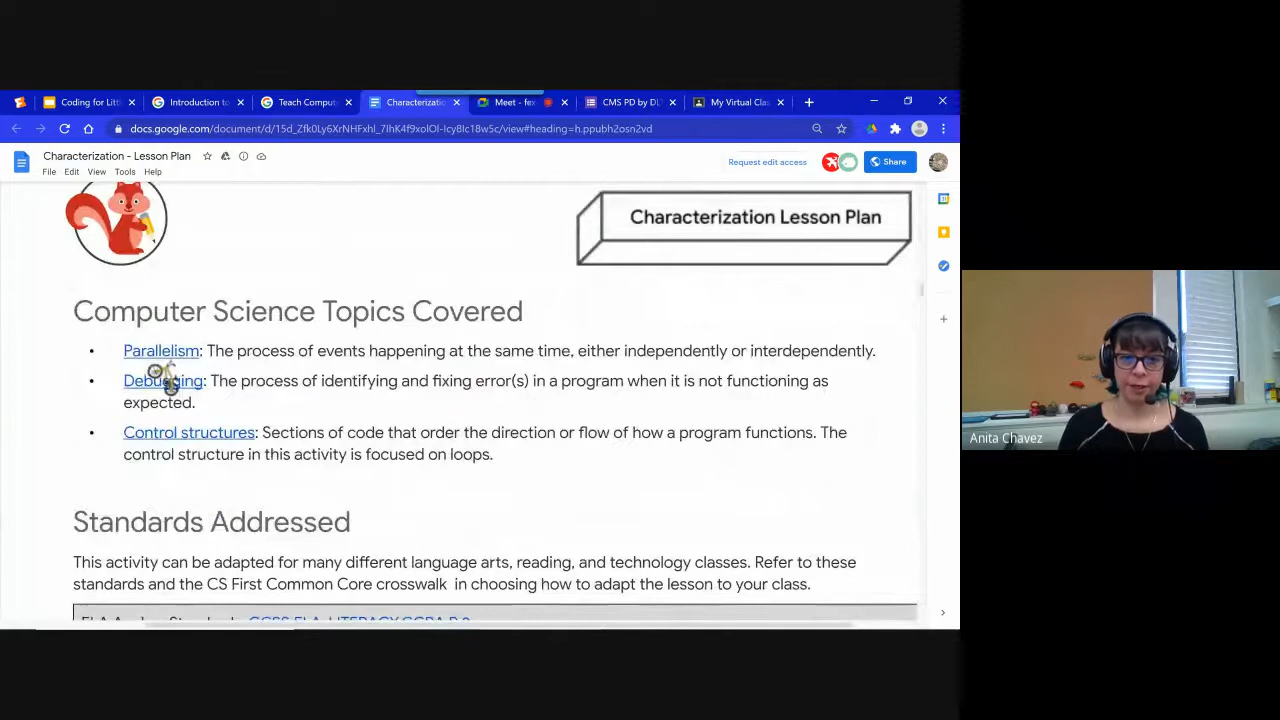 Coding for Littl
Introduction to
Teach Compute
Characterizatio
Meet - fex
CMS PD by DLT
My Virtual Clas
docs.google.com/document/d/15d_Zfk0Ly6XrNHFxhl_7IhK4f9xoIOI-Icy8Ic18w5c/view#heading=h.ppubh2osn2vd
Characterization - Lesson Plan
File Edit View Tools Help
Request edit access
Share
Characterization Lesson Plan
Computer Science Topics Covered
• Parallelism: The process of events happening at the same time, either independently or interdependently.
• Debugging: The process of identifying and fixing error(s) in a program when it is not functioning as
expected.
• Control structures: Sections of code that order the direction or flow of how a program functions. The
control structure in this activity is focused on loops.
Standards Addressed
This activity can be adapted for many different language arts, reading, and technology classes. Refer to these
standards and the CS First Common Core crosswalk in choosing how to adapt the lesson to your class.
Anita Chavez